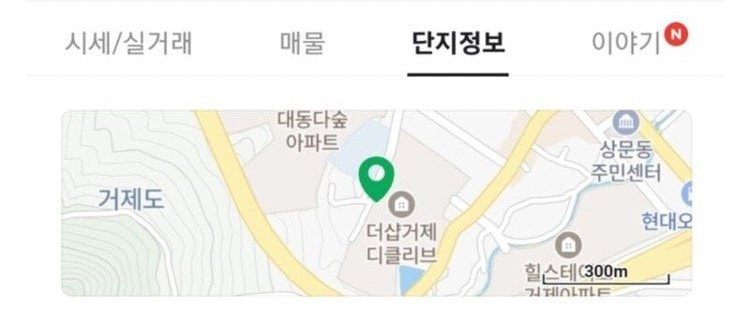 시세/실거래 매물 단지정보 이야기 N
대동다숲
아파트
상문동
주민센터
거제도
현대오
더샵거제
디클리브
힐스테
300m
거제아파트